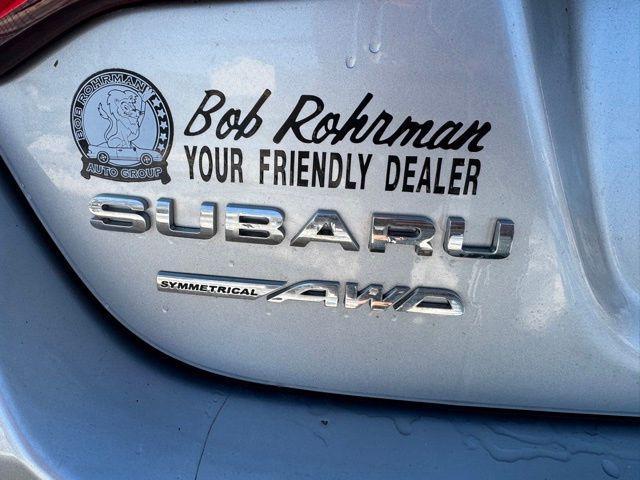 BOB ROHRMAN
AUTO GROUP
Bob Rohrman
YOUR FRIENDLY DEALER
SUBARU
SYMMETRICAL AWD